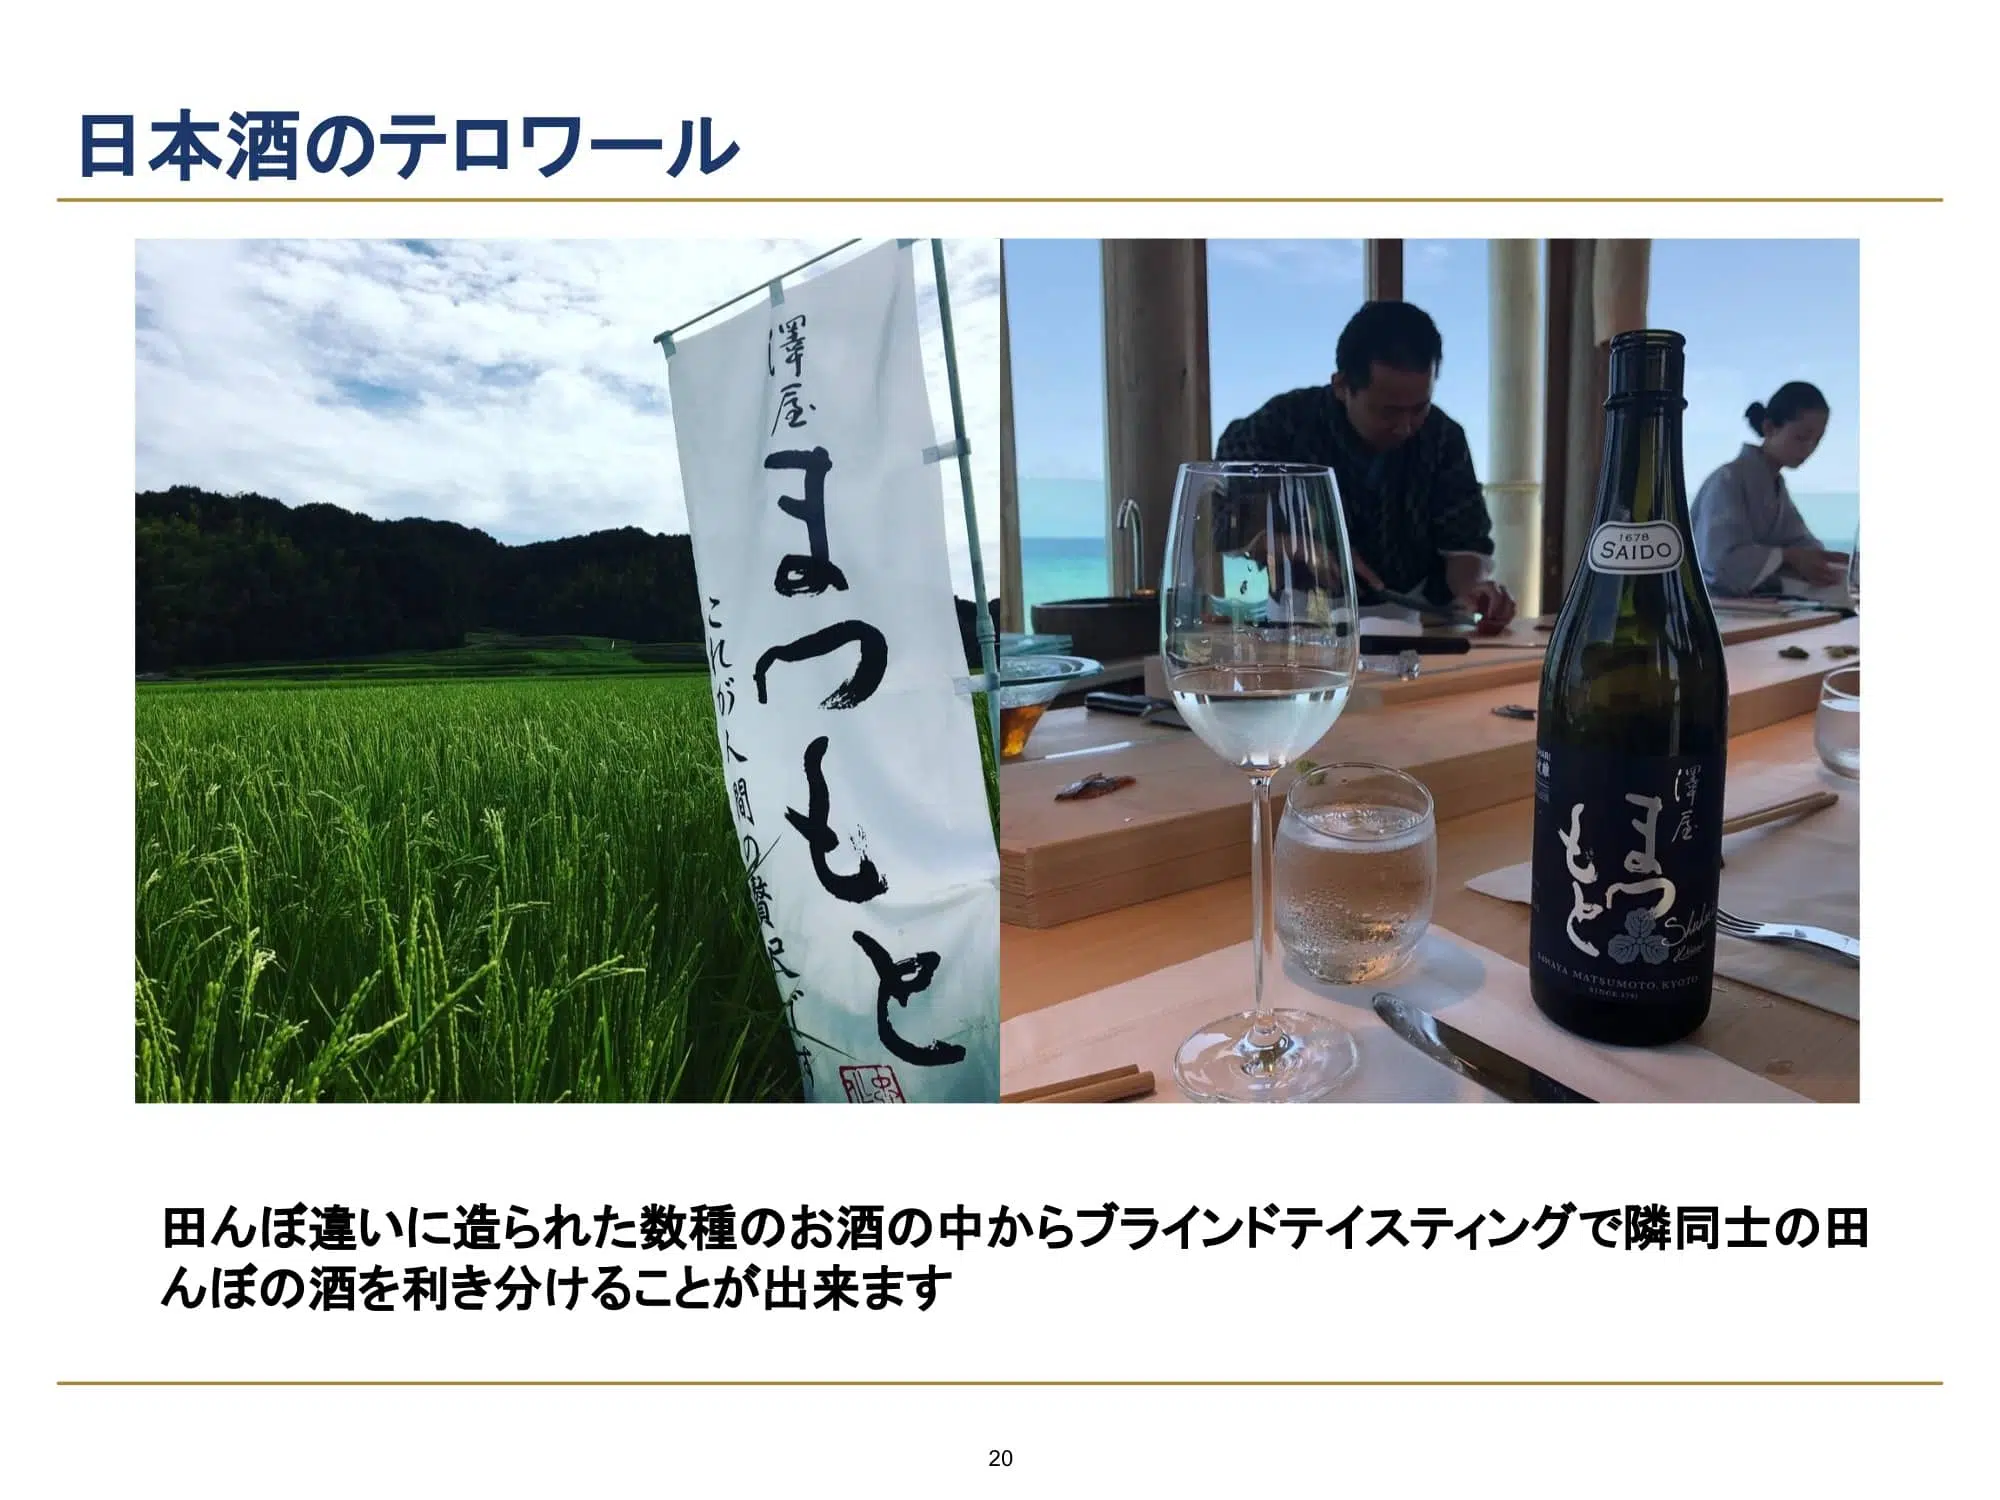 日本酒のテロワール
澤屋
まつもと
これが人間の贅沢です
1678
SAIDO
澤屋
まつ
もと
Shuhari
SAWAYA MATSUMOTO, KYOTO
SINCE 1791
田んぼ違いに造られた数種のお酒の中からブラインドテイスティングで隣同士の田
んぼの酒を利き分けることが出来ます
20